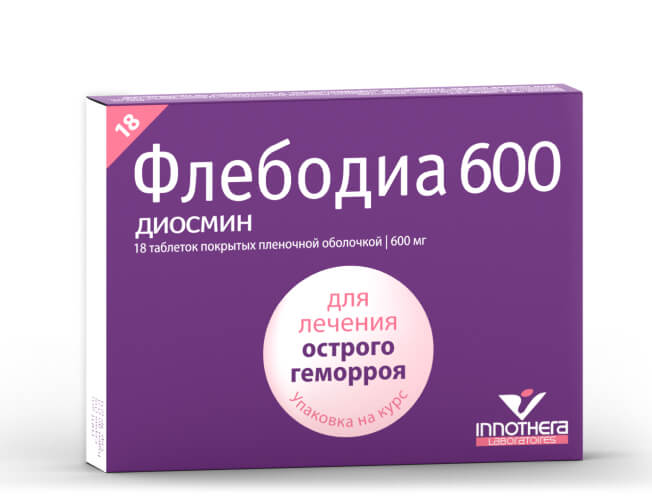 18
Флебодиа 600
диосмин
18 таблеток покрытых пленочной оболочкой | 600 мг
для
лечения
острого
геморроя
Упаковка на курс
INNOTHERA
LABORATOIRES